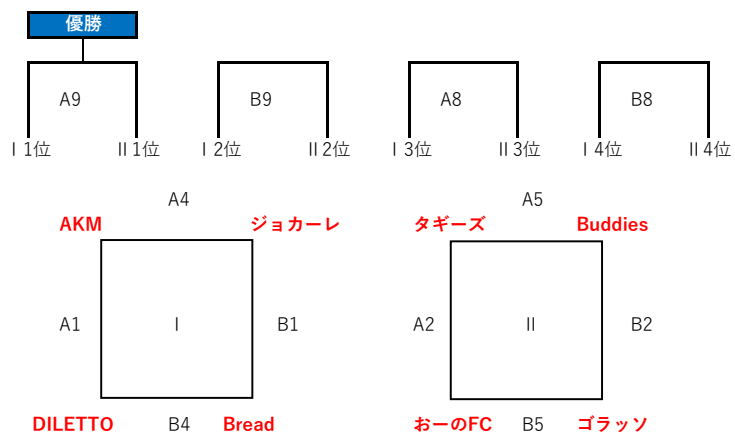 優勝
A9 B9 A8 B8
Ⅰ1位 Ⅱ1位 Ⅰ2位 Ⅱ2位 Ⅰ3位 Ⅱ3位 Ⅰ4位 Ⅱ4位
A4 A5
AKM ジョカーレ タギーズ Buddies
A1 Ⅰ B1 A2 Ⅱ B2
DILETTO B4 Bread おーのFC B5 ゴラッソ